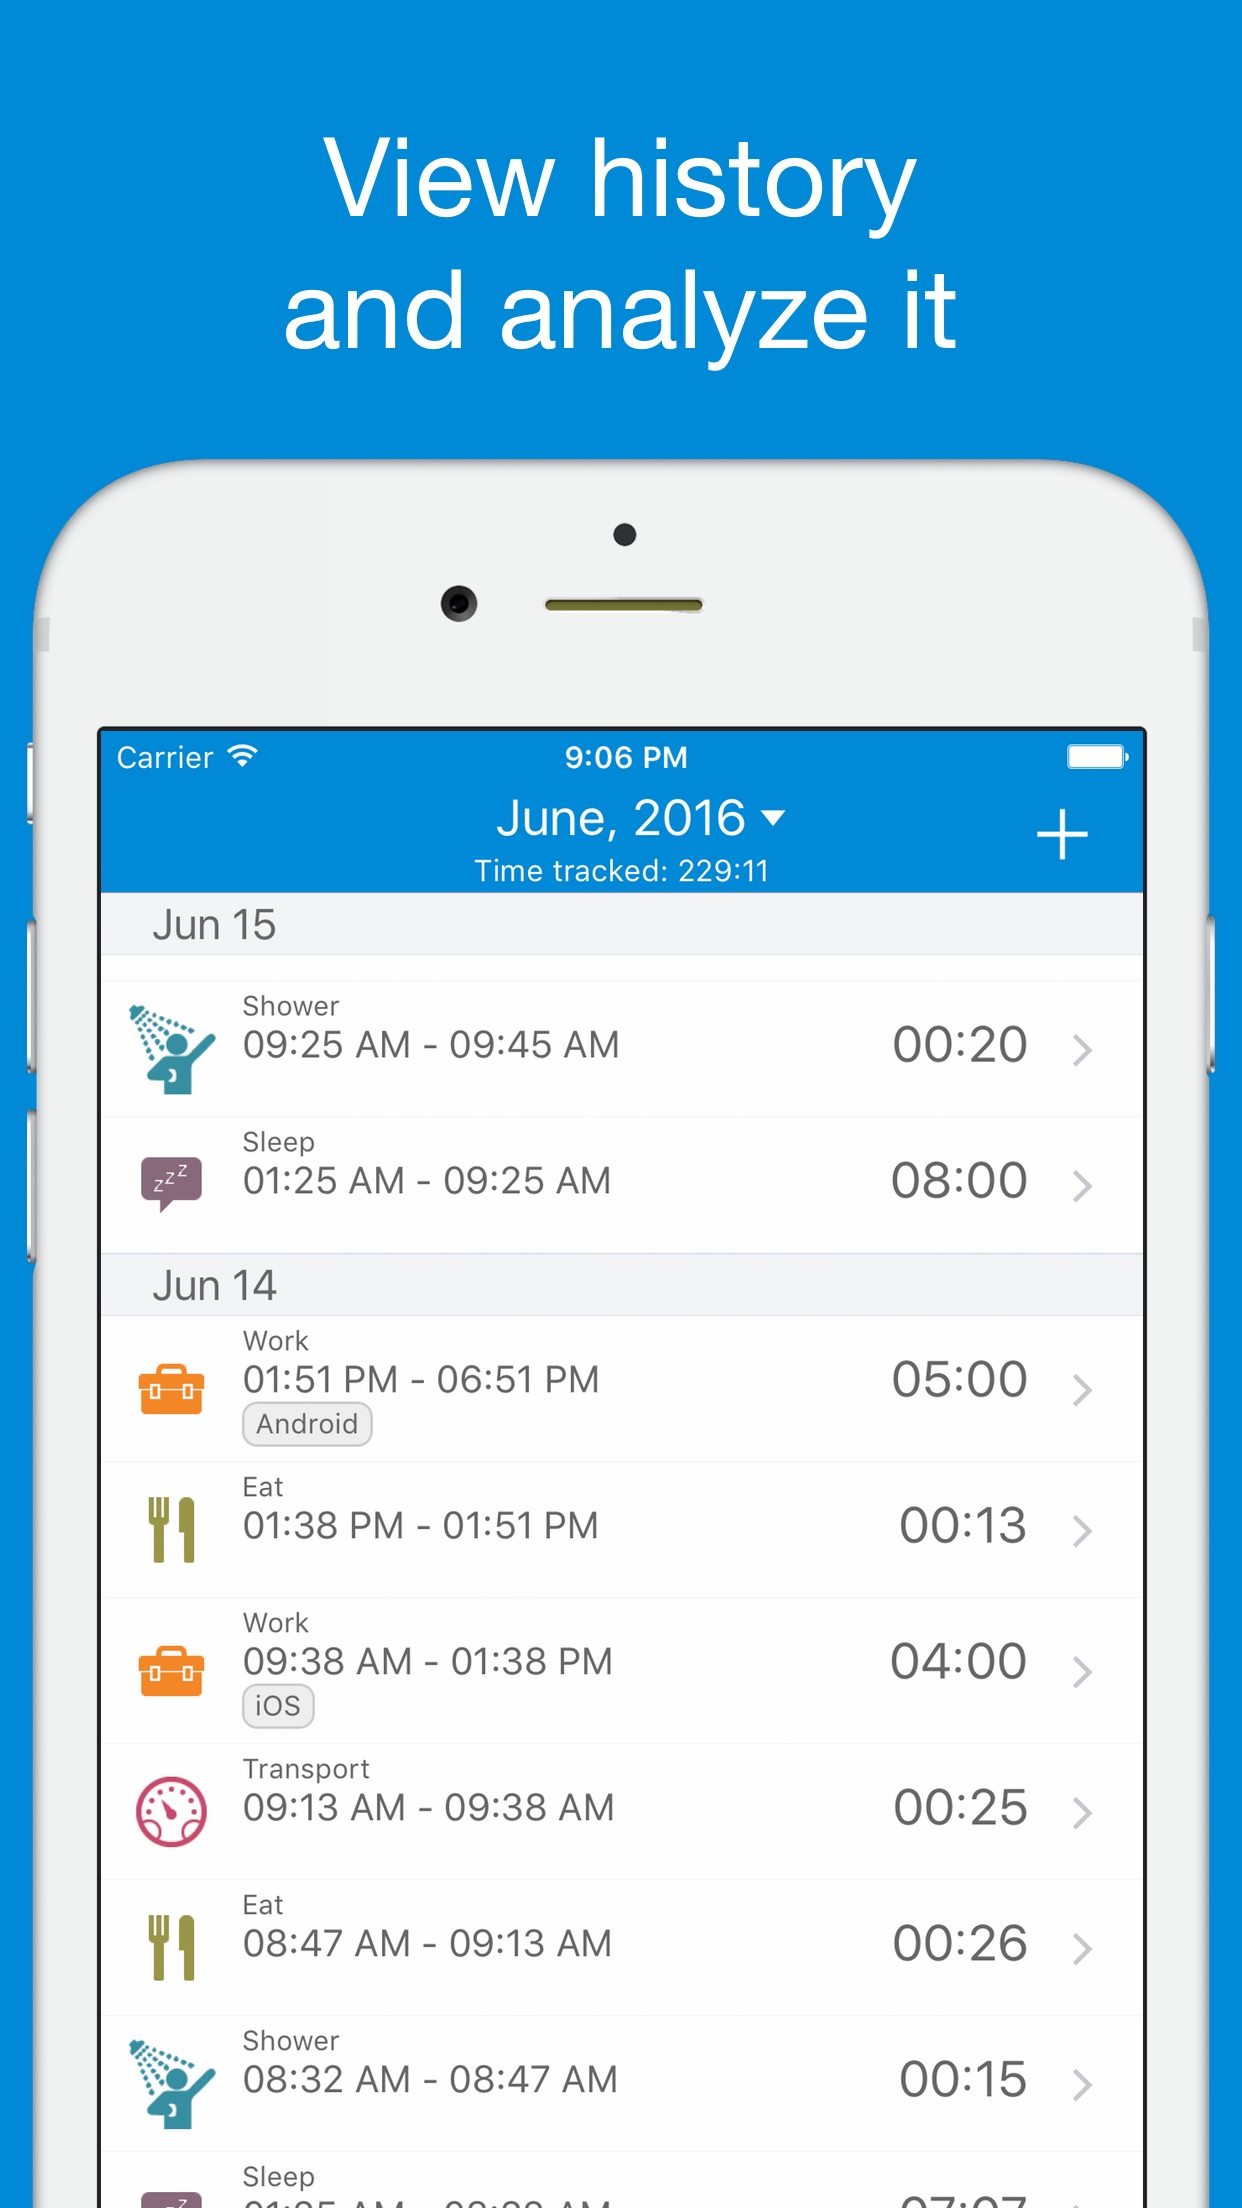 View history
and analyze it
Carrier 9:06 PM
June, 2016
Time tracked: 229:11
Jun 15
Shower
09:25 AM - 09:45 AM 00:20
Sleep
zzz
01:25 AM - 09:25 AM 08:00
Jun 14
Work
01:51 PM - 06:51 PM 05:00
Android
Eat
01:38 PM - 01:51 PM 00:13
Work
09:38 AM - 01:38 PM 04:00
iOS
Transport
09:13 AM - 09:38 AM 00:25
Eat
08:47 AM - 09:13 AM 00:26
Shower
08:32 AM - 08:47 AM 00:15
Sleep